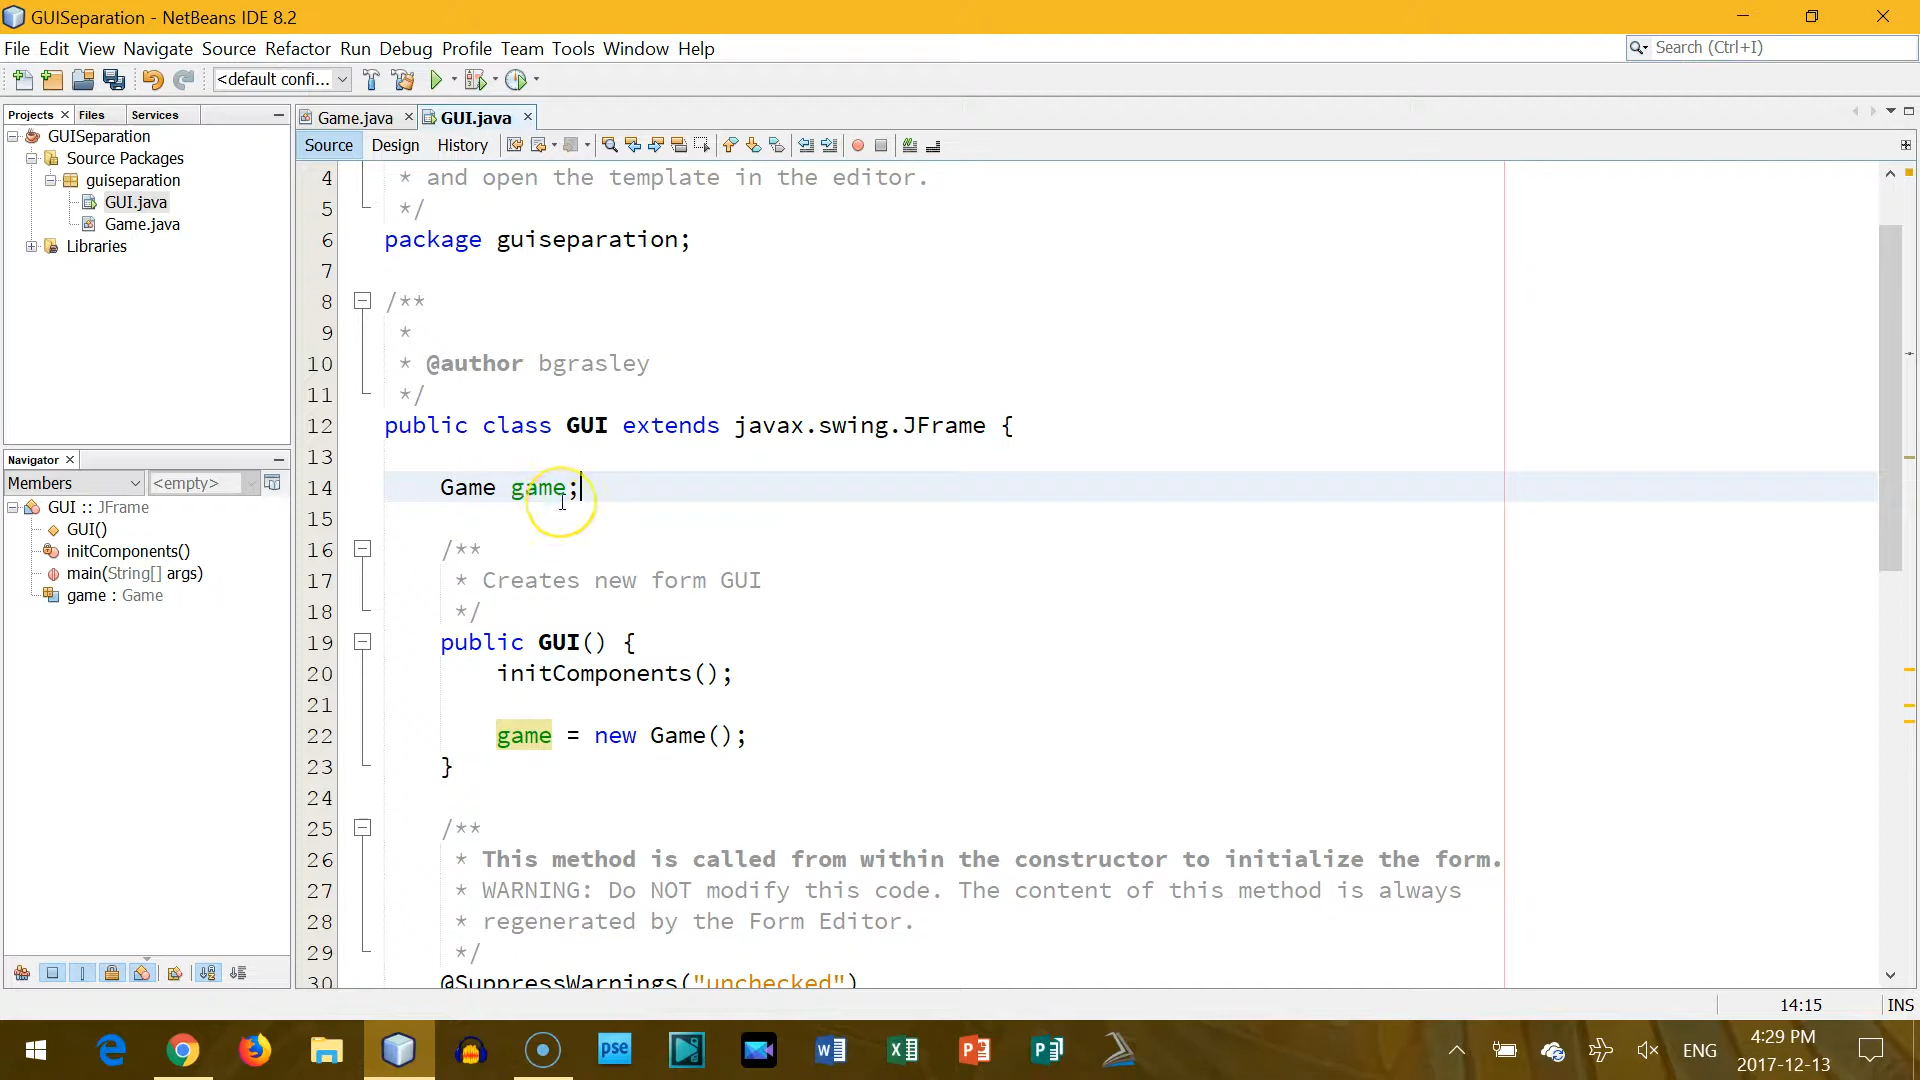 GUISeparation - NetBeans IDE 8.2
File Edit View Navigate Source Refactor Run Debug Profile Team Tools Window Help
Search (Ctrl+I)
<default confi...
Projects Files Services
GUISeparation
Source Packages
guiseparation
GUI.java
Game.java
Libraries
Navigator
Members <empty>
GUI :: JFrame
GUI()
initComponents()
main(String[] args)
game : Game
Game.java GUI.java
Source Design History
4 * and open the template in the editor.
5 */
6 package guiseparation;
7
8 /**
9 *
10 * @author bgrasley
11 */
12 public class GUI extends javax.swing.JFrame {
13
14 Game game;
15
16 /**
17 * Creates new form GUI
18 */
19 public GUI() {
20 initComponents();
21
22 game = new Game();
23 }
24
25 /**
26 * This method is called from within the constructor to initialize the form.
27 * WARNING: Do NOT modify this code. The content of this method is always
28 * regenerated by the Form Editor.
29 */
30 @SuppressWarnings("unchecked")
14:15 INS
pse
ENG
4:29 PM
2017-12-13